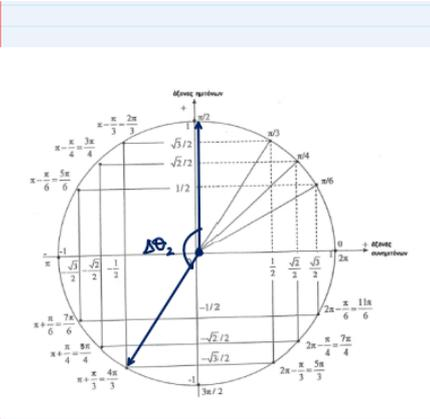 άξονας ημιτόνων
+
π/2
1
π - π/3 = 2π/3
π/3
√3/2
π - π/4 = 3π/4
√2/2
π/4
π - π/6 = 5π/6
1/2
π/6
Δθ₂
-1
π
0
2π
1
+ άξονας συνημιτόνων
-√3/2 -√2/2 -1/2
1/2 √2/2 √3/2
-1/2
π + π/6 = 7π/6
2π - π/6 = 11π/6
-√2/2
π + π/4 = 5π/4
2π - π/4 = 7π/4
-√3/2
π + π/3 = 4π/3
2π - π/3 = 5π/3
-1
3π/2